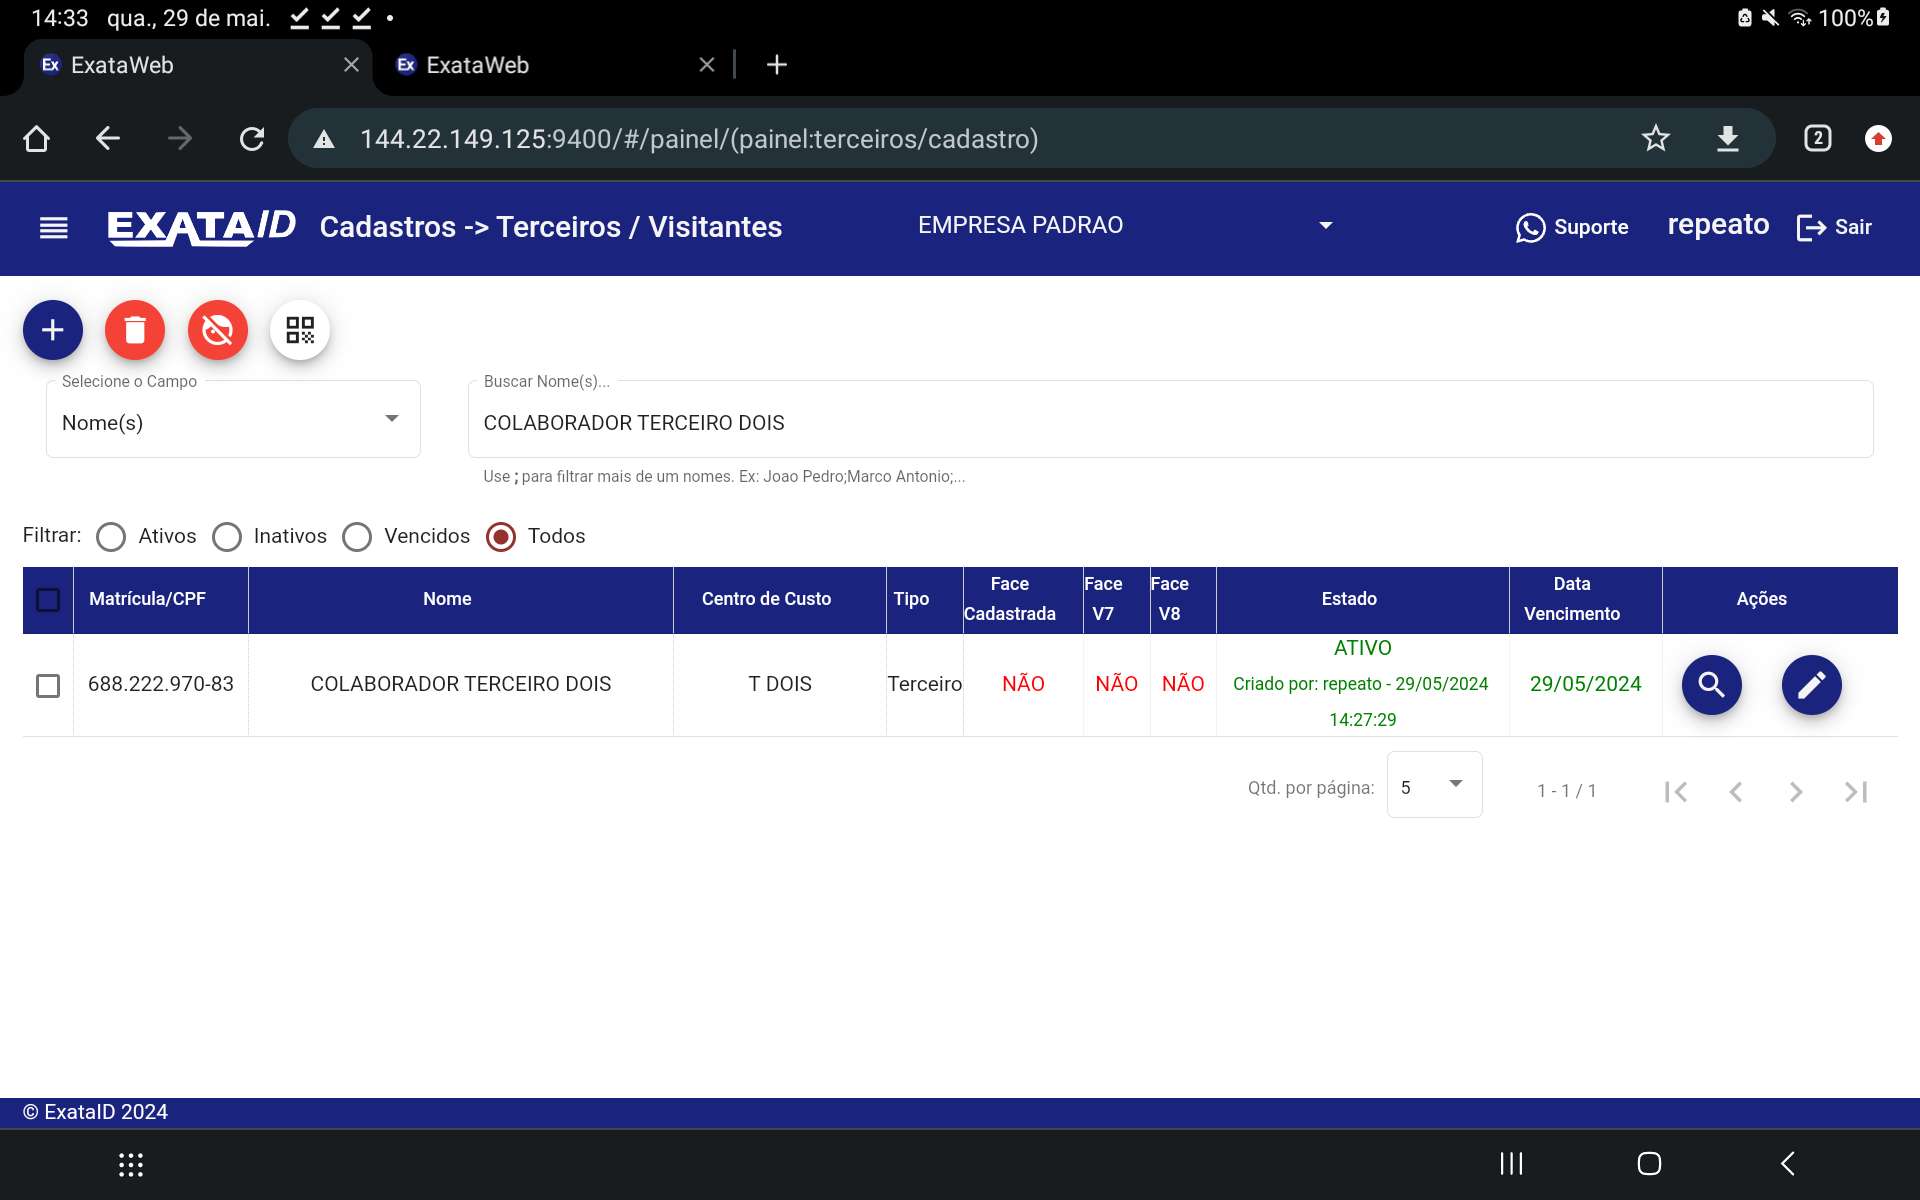 14:33 qua., 29 de mai. 100%
Ex ExataWeb Ex ExataWeb
144.22.149.125:9400/#/painel/(painel:terceiros/cadastro) 2
EXATAID Cadastros -> Terceiros / Visitantes EMPRESA PADRAO Suporte repeato Sair
Selecione o Campo Buscar Nome(s)...
Nome(s) COLABORADOR TERCEIRO DOIS
Use ; para filtrar mais de um nomes. Ex: Joao Pedro;Marco Antonio;...
Filtrar: Ativos Inativos Vencidos Todos
Matrícula/CPF Nome Centro de Custo Tipo Face Cadastrada Face V7 Face V8 Estado Data Vencimento Ações
688.222.970-83 COLABORADOR TERCEIRO DOIS T DOIS Terceiro NÃO NÃO NÃO ATIVO
Criado por: repeato - 29/05/2024
14:27:29
29/05/2024
Qtd. por página: 5 1 - 1 / 1
© ExataID 2024